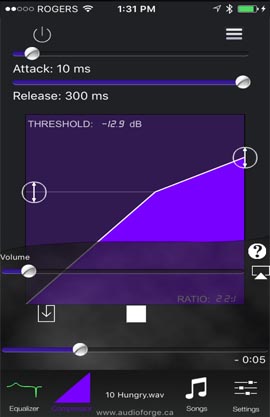 ROGERS 1:31 PM
Attack: 10 ms
Release: 300 ms
THRESHOLD: -12.9 dB
Volume
?
RATIO: 2.2:1
- 0:05
Equalizer Compressor 10 Hungry.wav Songs Settings
www.audioforge.ca